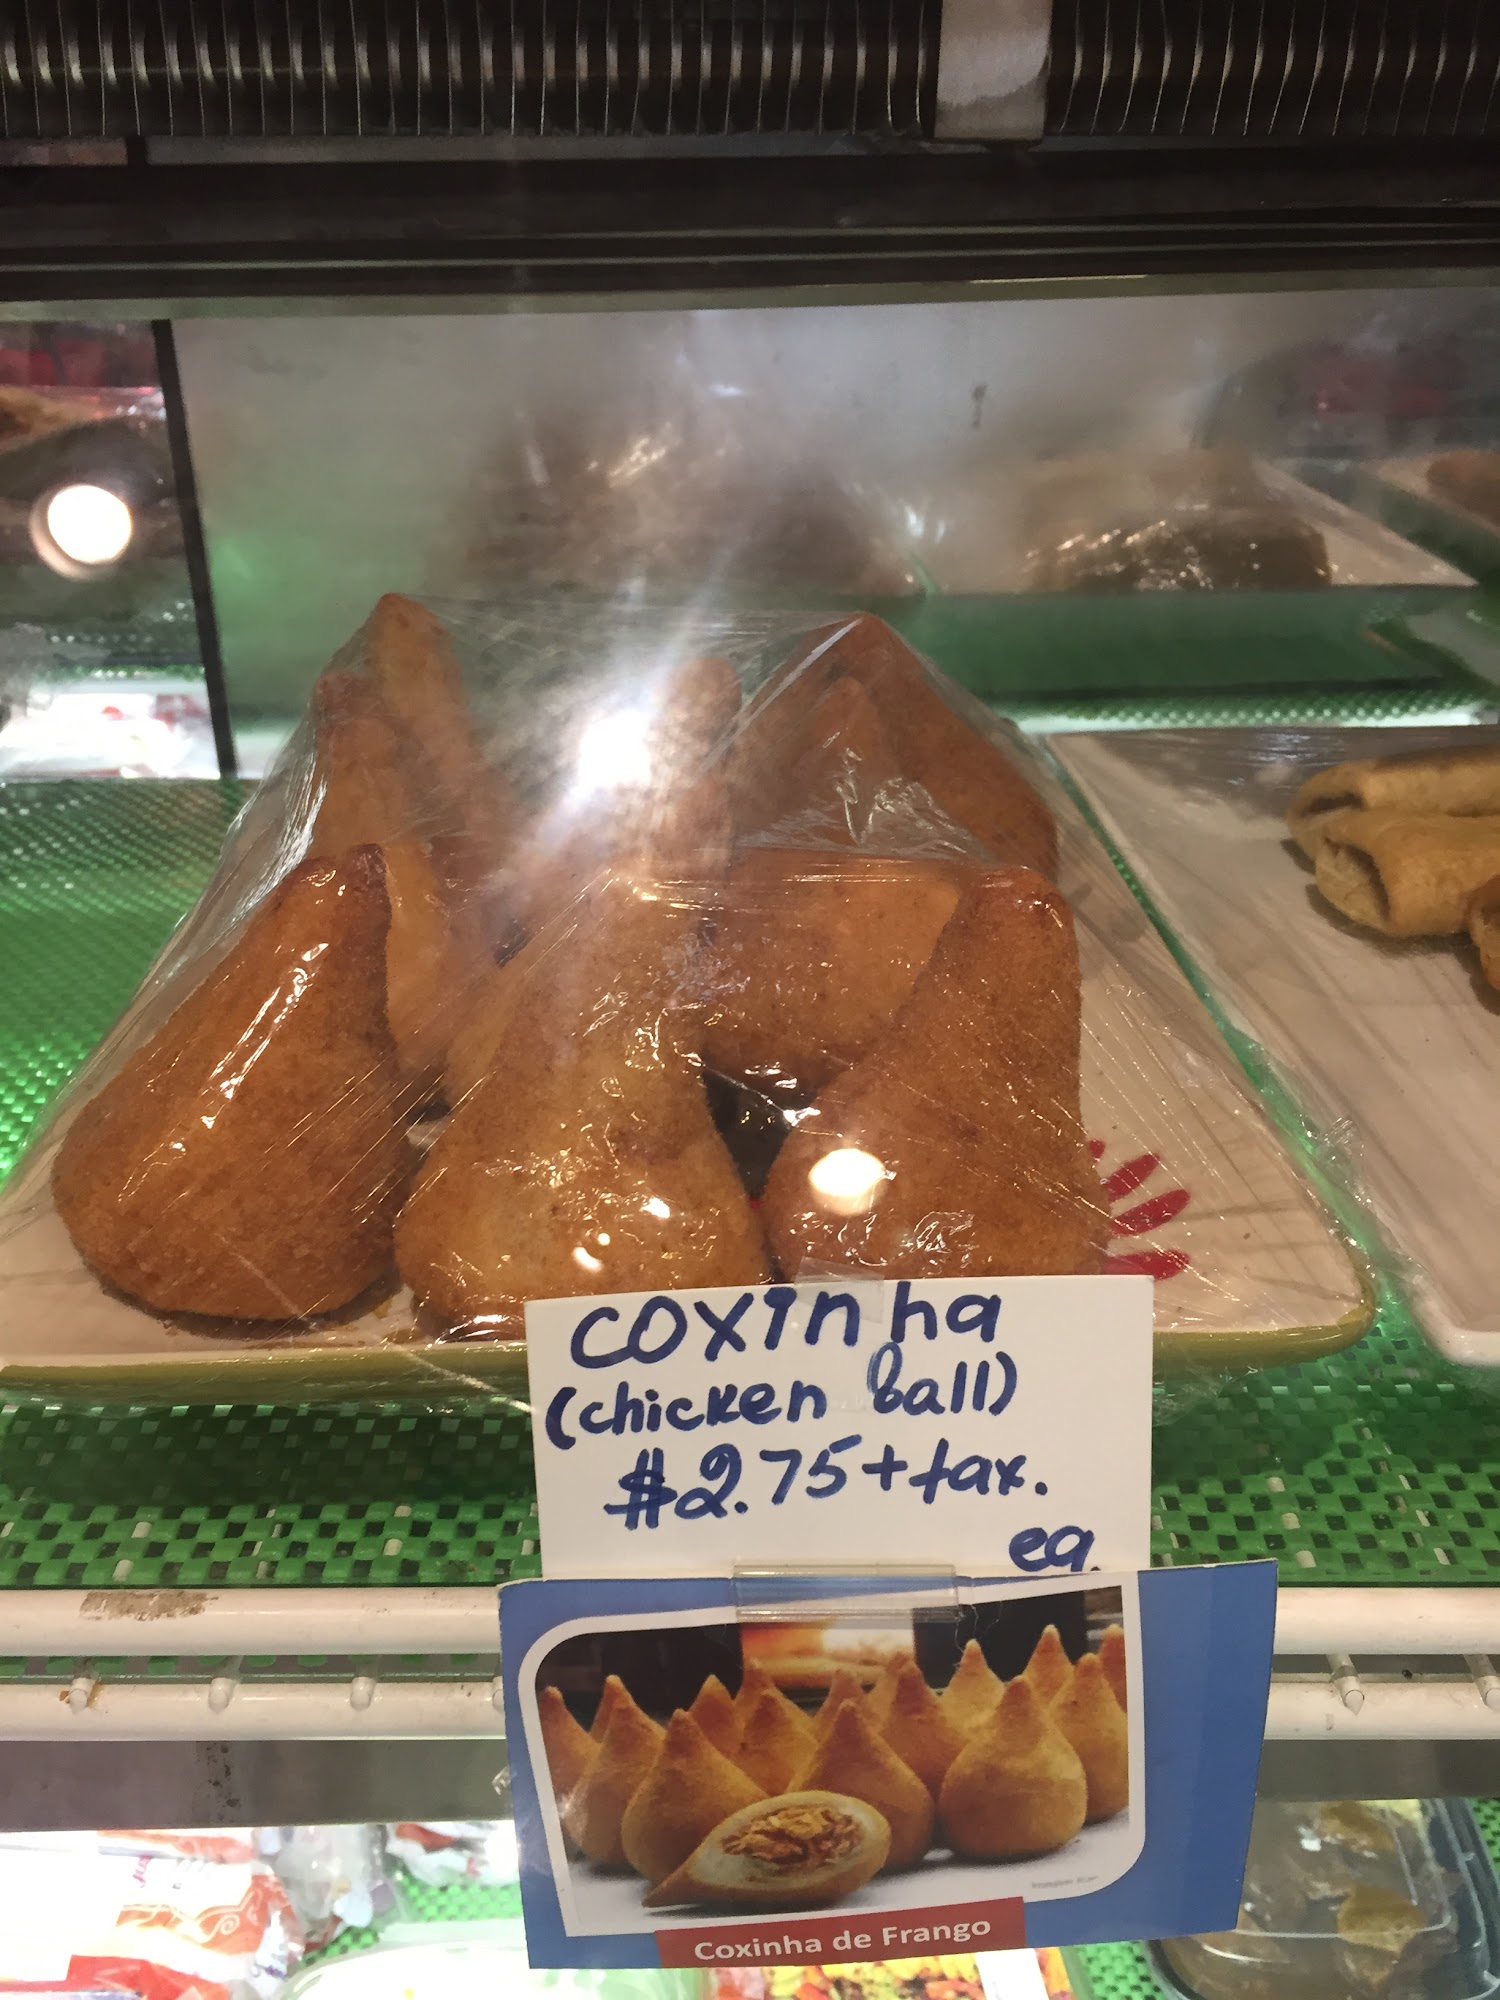 coxinha
(chicken ball)
$2.75+tax.
ea.
Coxinha de Frango